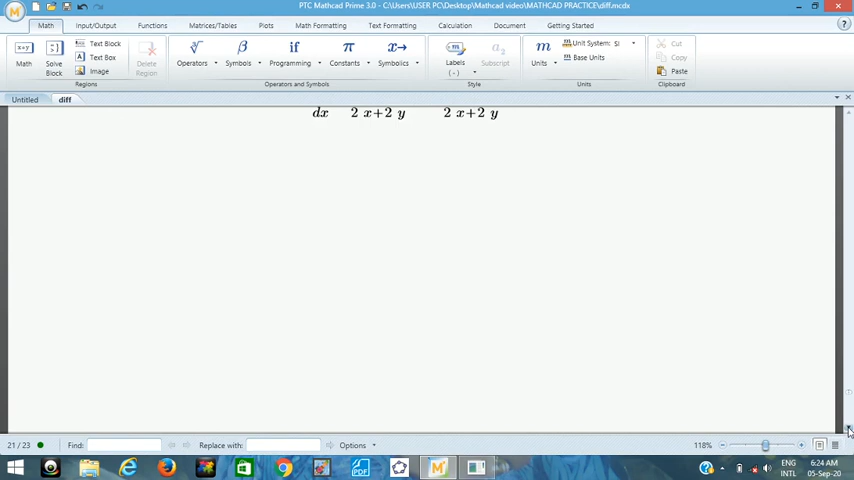 PTC Mathcad Prime 3.0 - C:\Users\USER PC\Desktop\Mathcad video\MATHCAD PRACTICE\diff.mcdx
Math Input/Output Functions Matrices/Tables Plots Math Formatting Text Formatting Calculation Document Getting Started
Math Solve Block Text Block Text Box Image Delete Region Operators Symbols Programming Constants Symbolics Labels (-) Subscript Units Unit System: SI Base Units Cut Copy Paste
Regions Operators and Symbols Style Units Clipboard
Untitled diff
dx 2 x+2 y 2 x+2 y
21 / 23 Find: Replace with: Options 118%
ENG 6:24 AM
INTL 05-Sep-20